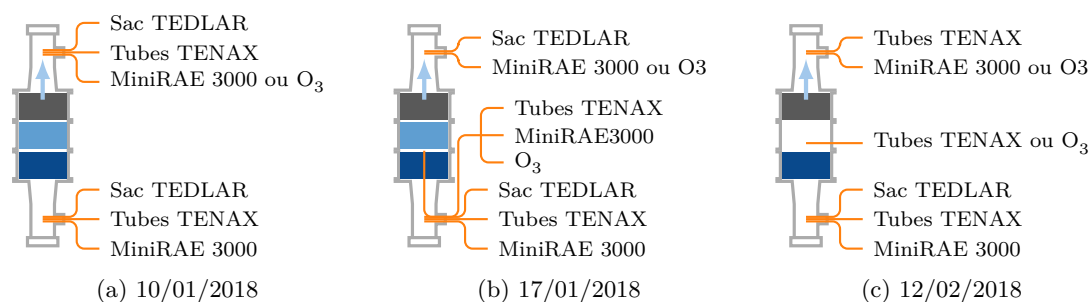 Sac TEDLAR
Tubes TENAX
MiniRAE 3000 ou O₃
Sac TEDLAR
Tubes TENAX
MiniRAE 3000
(a) 10/01/2018
Sac TEDLAR
MiniRAE 3000 ou O3
Tubes TENAX
MiniRAE3000
O₃
Sac TEDLAR
Tubes TENAX
MiniRAE 3000
(b) 17/01/2018
Tubes TENAX
MiniRAE 3000 ou O3
Tubes TENAX ou O₃
Sac TEDLAR
Tubes TENAX
MiniRAE 3000
(c) 12/02/2018